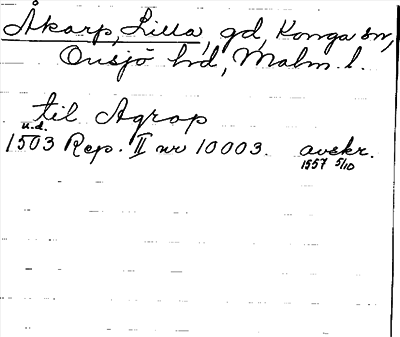 Åkarp, Lilla, gd, Konga sn,
Onsjö hd, Malm. l.
til Agrop
u.d.
1503 Rep. II nr 10003. avskr.
1557 5/10